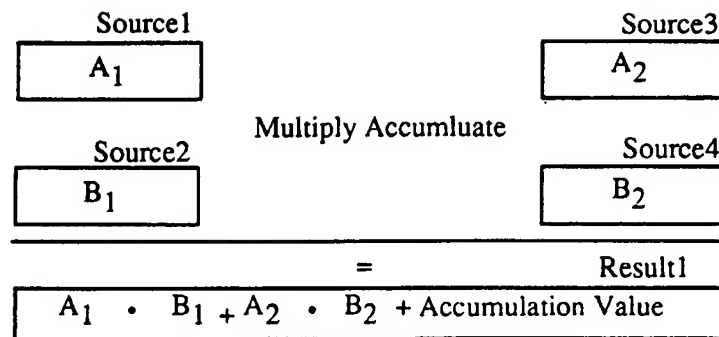 Source1 Source3
A1 A2
Multiply Accumluate
Source2 Source4
B1 B2
= Result1
A1 • B1 + A2 • B2 + Accumulation Value